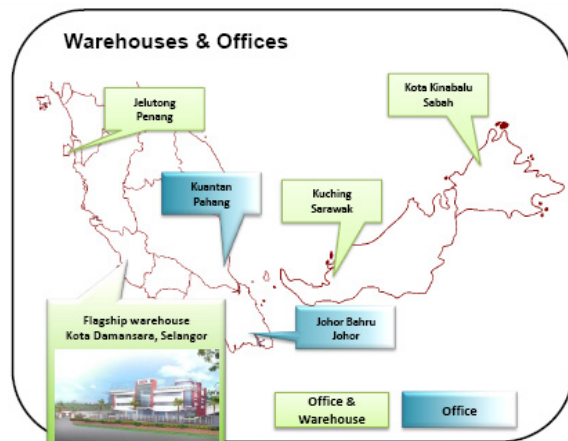 Warehouses & Offices
Jelutong
Penang
Kota Kinabalu
Sabah
Kuantan
Pahang
Kuching
Sarawak
Flagship warehouse
Kota Damansara, Selangor
Johor Bahru
Johor
Office &
Warehouse
Office